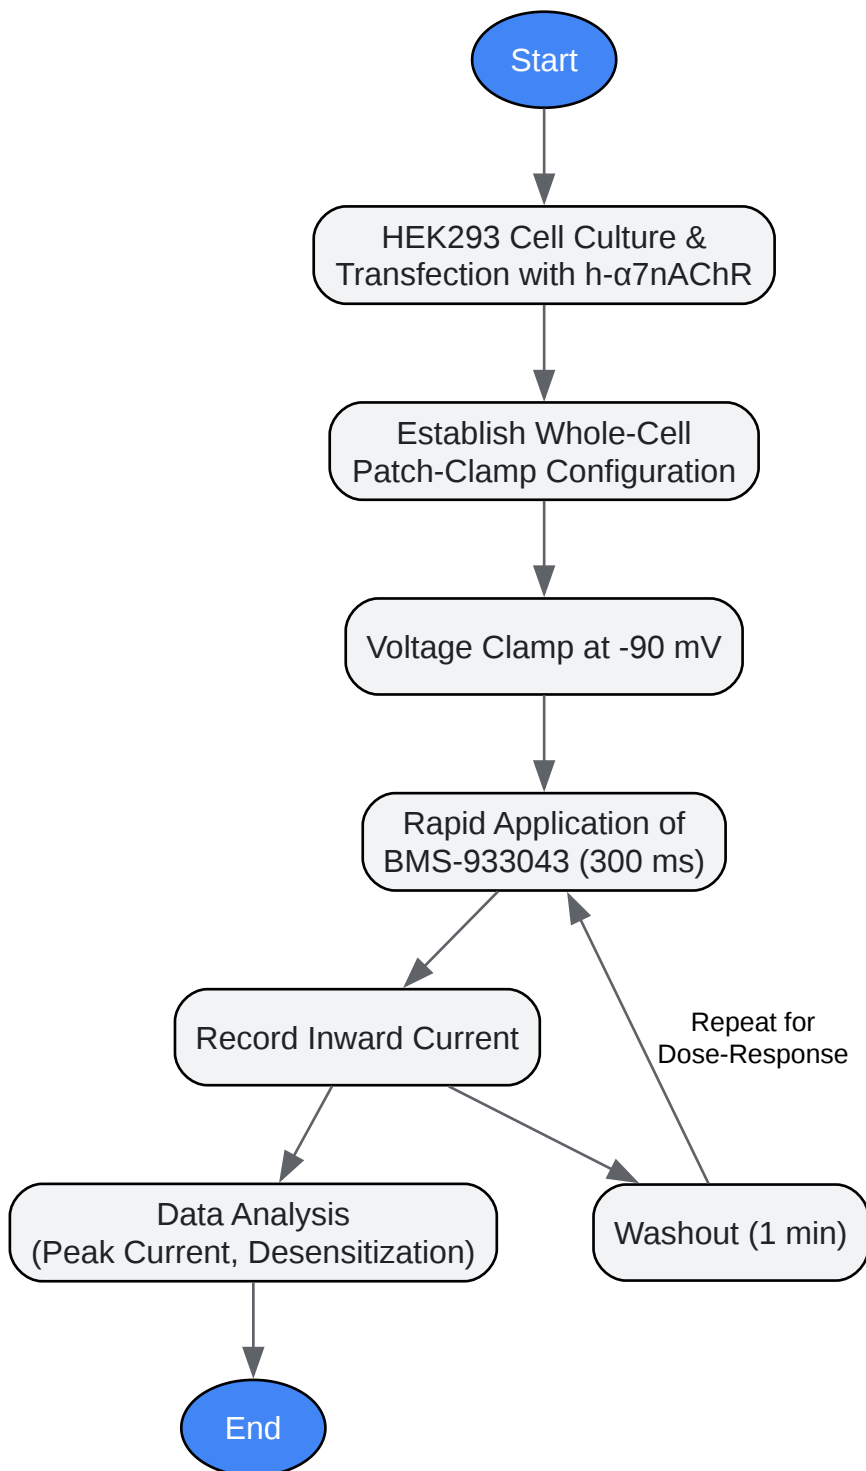 Start
HEK293 Cell Culture &
Transfection with h-α7nAChR
Establish Whole-Cell
Patch-Clamp Configuration
Voltage Clamp at -90 mV
Rapid Application of
BMS-933043 (300 ms)
Record Inward Current
Repeat for
Dose-Response
Data Analysis
(Peak Current, Desensitization)
Washout (1 min)
End